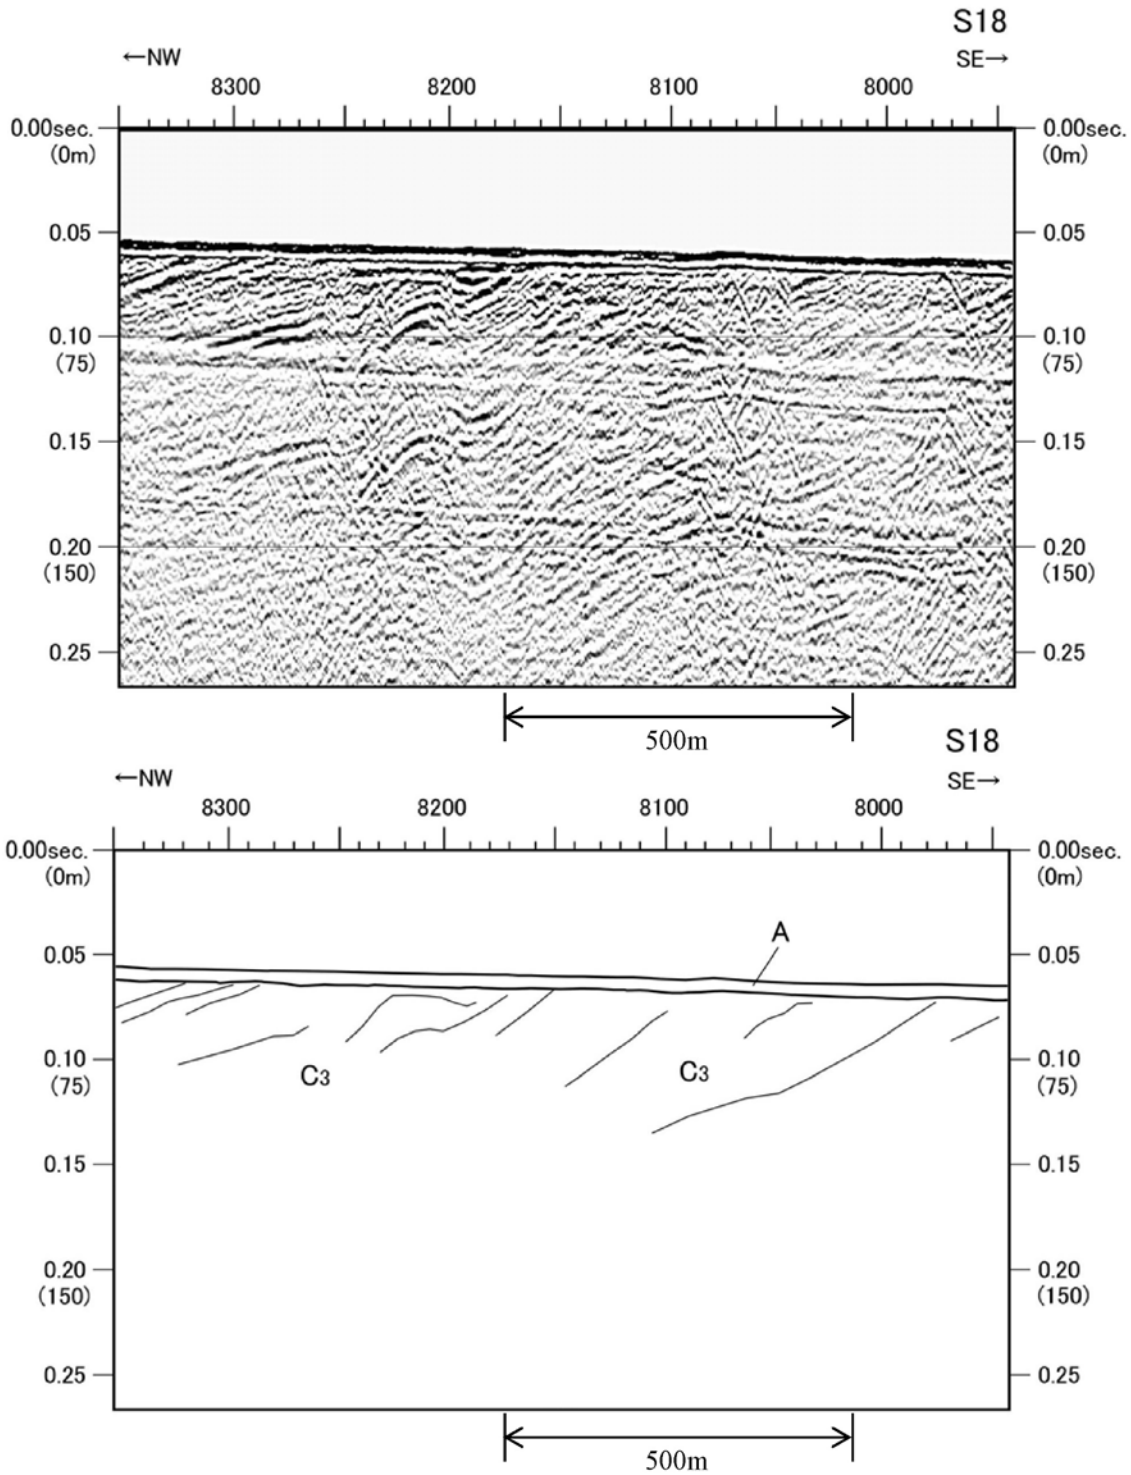 S18
←NW SE→
8300 8200 8100 8000
0.00sec. 0.00sec.
(0m) (0m)
0.05 0.05
0.10 0.10
(75) (75)
0.15 0.15
0.20 0.20
(150) (150)
0.25 0.25
500m
S18
←NW SE→
8300 8200 8100 8000
0.00sec. 0.00sec.
(0m) (0m)
A
0.05 0.05
0.10 0.10
C3 C3
(75) (75)
0.15 0.15
0.20 0.20
(150) (150)
0.25 0.25
500m